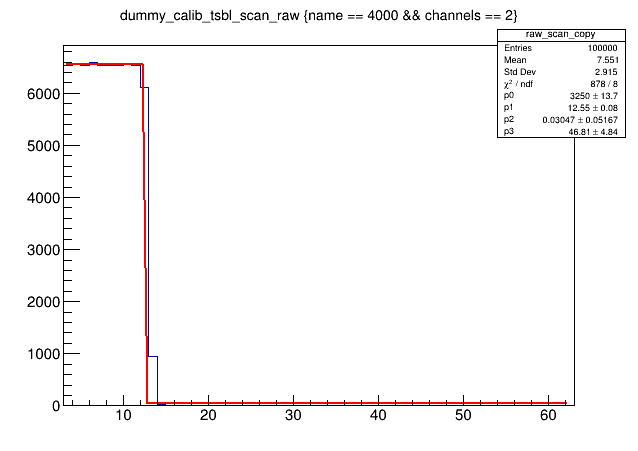 dummy_calib_tsbl_scan_raw {name == 4000 && channels == 2}
raw_scan_copy
Entries 100000
Mean 7.551
Std Dev 2.915
χ² / ndf 878 / 8
p0 3250 ± 13.7
p1 12.55 ± 0.08
p2 0.03047 ± 0.05167
p3 46.81 ± 4.84
6000
5000
4000
3000
2000
1000
0
10 20 30 40 50 60